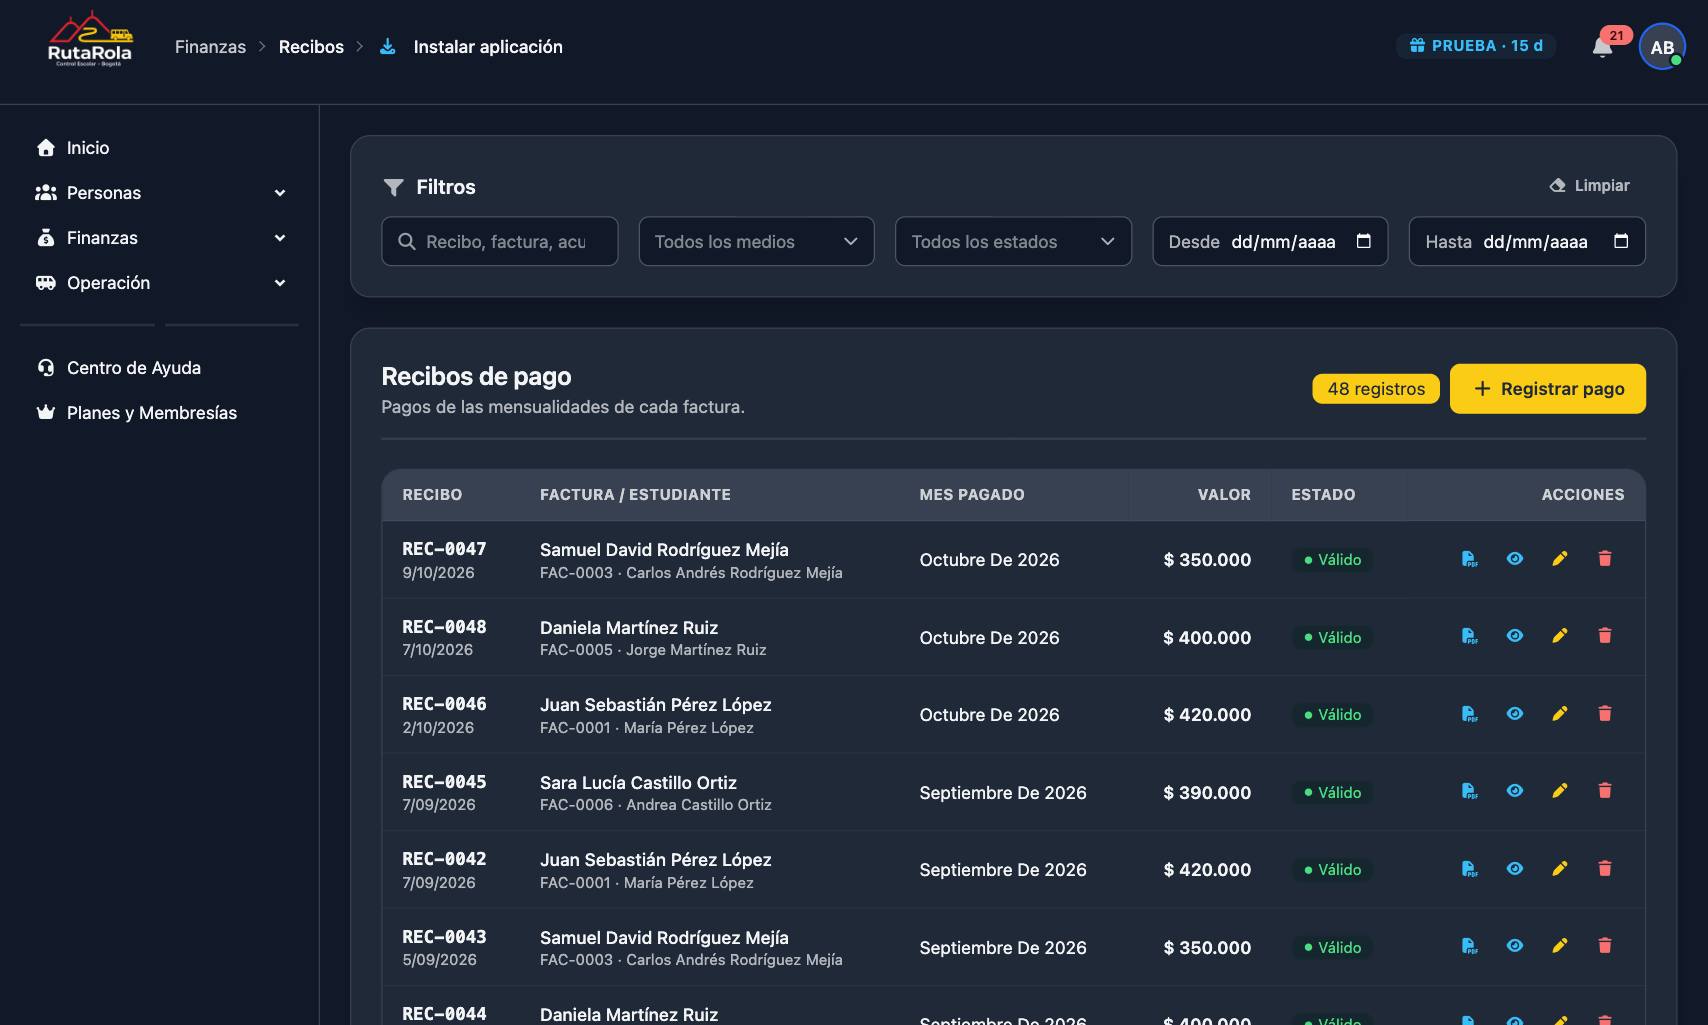 RutaRola
Control Escolar - Bogotá
Finanzas > Recibos > Instalar aplicación
PRUEBA · 15 d
21
AB
Inicio
Personas
Finanzas
Operación
Centro de Ayuda
Planes y Membresías
Filtros
Limpiar
Recibo, factura, acu
Todos los medios
Todos los estados
Desde dd/mm/aaaa
Hasta dd/mm/aaaa
Recibos de pago
Pagos de las mensualidades de cada factura.
48 registros
+ Registrar pago
RECIBO FACTURA / ESTUDIANTE MES PAGADO VALOR ESTADO ACCIONES
REC-0047 Samuel David Rodríguez Mejía Octubre De 2026 $ 350.000 Válido
9/10/2026 FAC-0003 · Carlos Andrés Rodríguez Mejía
REC-0048 Daniela Martínez Ruiz Octubre De 2026 $ 400.000 Válido
7/10/2026 FAC-0005 · Jorge Martínez Ruiz
REC-0046 Juan Sebastián Pérez López Octubre De 2026 $ 420.000 Válido
2/10/2026 FAC-0001 · María Pérez López
REC-0045 Sara Lucía Castillo Ortiz Septiembre De 2026 $ 390.000 Válido
7/09/2026 FAC-0006 · Andrea Castillo Ortiz
REC-0042 Juan Sebastián Pérez López Septiembre De 2026 $ 420.000 Válido
7/09/2026 FAC-0001 · María Pérez López
REC-0043 Samuel David Rodríguez Mejía Septiembre De 2026 $ 350.000 Válido
5/09/2026 FAC-0003 · Carlos Andrés Rodríguez Mejía
REC-0044 Daniela Martínez Ruiz Septiembre De 2026 $ 400.000 Válido